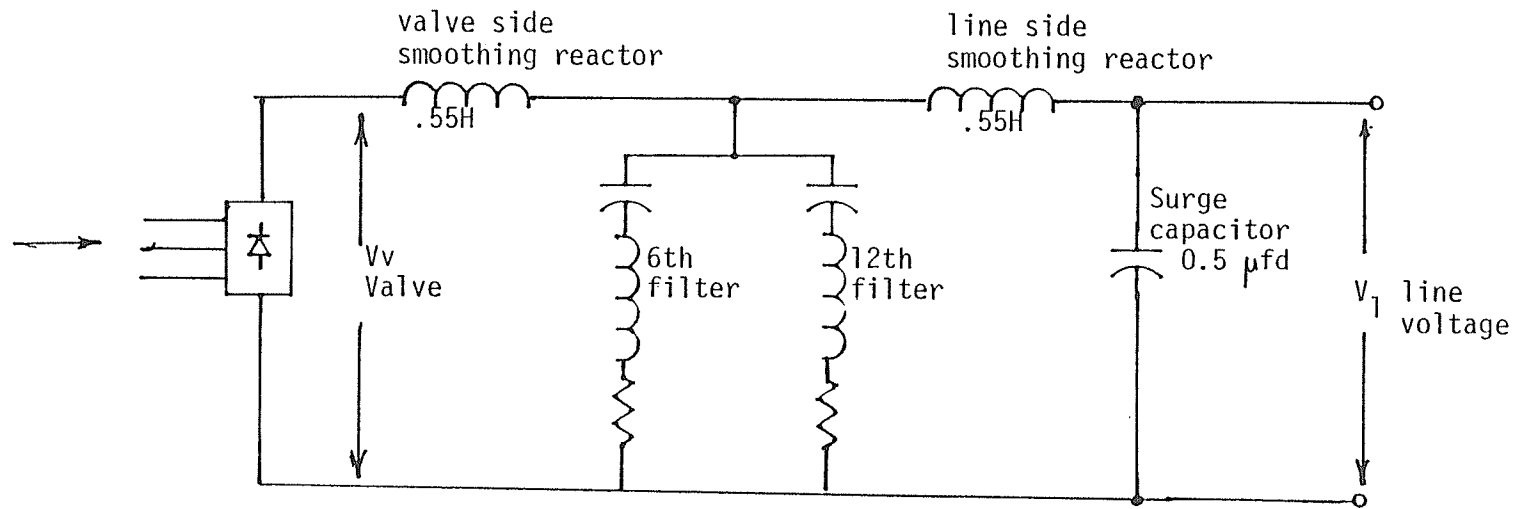 valve side
smoothing reactor
.55H
line side
smoothing reactor
.55H
Vv
Valve
6th
filter
12th
filter
Surge
capacitor
0.5 μfd
V1 line
voltage